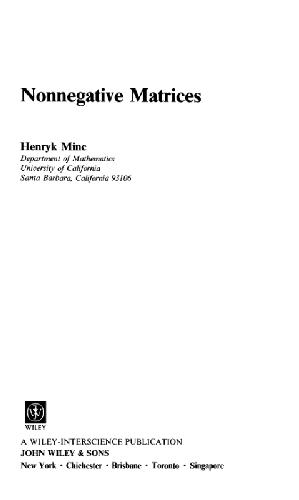 Nonnegative Matrices
Henryk Minc
Department of Mathematics
University of California
Santa Barbara, California 93106
WILEY
A WILEY-INTERSCIENCE PUBLICATION
JOHN WILEY & SONS
New York · Chichester · Brisbane · Toronto · Singapore